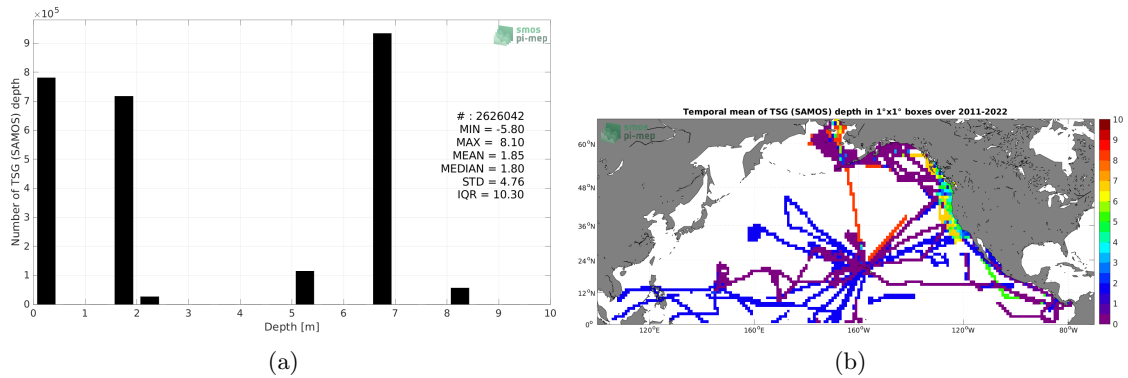 ×10⁵
9
8
7
6
5
4
3
2
1
0
Number of TSG (SAMOS) depth
0 1 2 3 4 5 6 7 8 9 10
Depth [m]
smos
pi-mep
# : 2626042
MIN = -5.80
MAX = 8.10
MEAN = 1.85
MEDIAN = 1.80
STD = 4.76
IQR = 10.30
(a)
Temporal mean of TSG (SAMOS) depth in 1°x1° boxes over 2011-2022
smos
pi-mep
60°N
48°N
36°N
24°N
12°N
0°
120°E 160°E 160°W 120°W 80°W
10
9
8
7
6
5
4
3
2
1
0
(b)